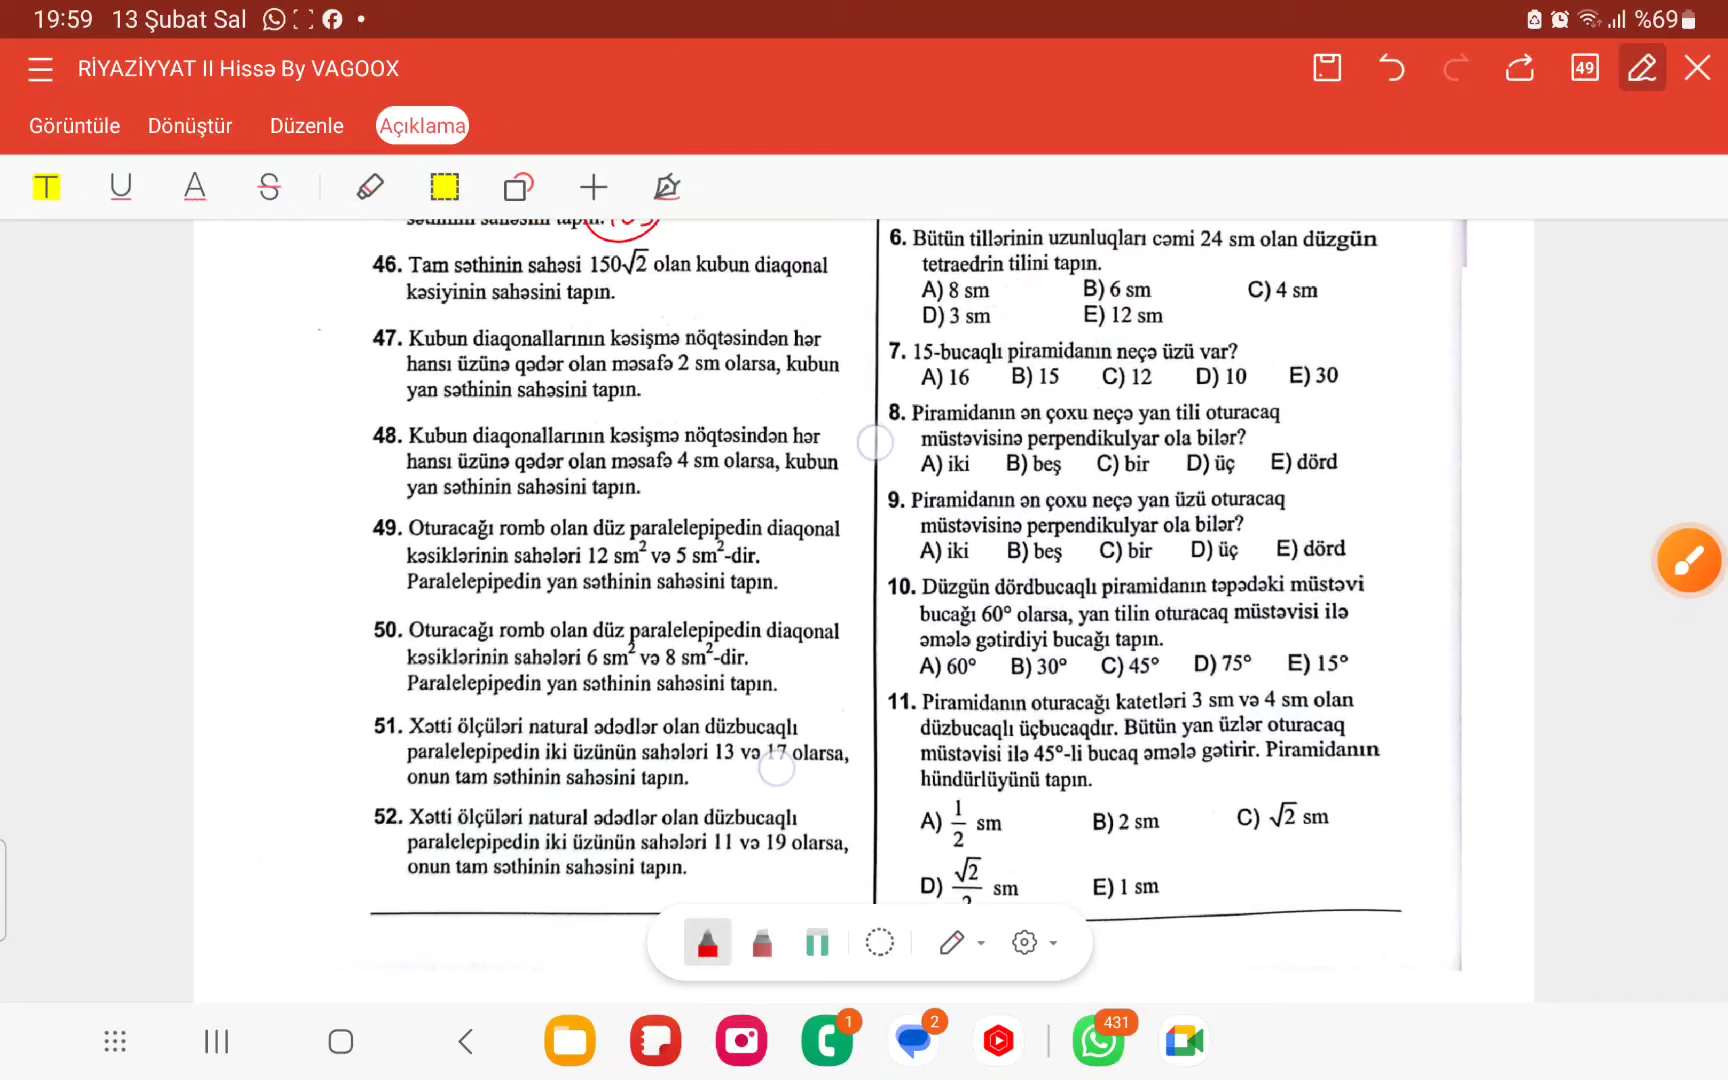 19:59 13 Şubat Sal
%69
RİYAZİYYAT II Hissə By VAGOOX
49
Görüntüle Dönüştür Düzenle Açıklama
46. Tam səthinin sahəsi 150√2 olan kubun diaqonal
kəsiyinin sahəsini tapın.
47. Kubun diaqonallarının kəsişmə nöqtəsindən hər
hansı üzünə qədər olan məsafə 2 sm olarsa, kubun
yan səthinin sahəsini tapın.
48. Kubun diaqonallarının kəsişmə nöqtəsindən hər
hansı üzünə qədər olan məsafə 4 sm olarsa, kubun
yan səthinin sahəsini tapın.
49. Oturacağı romb olan düz paralelepipedin diaqonal
kəsiklərinin sahələri 12 sm² və 5 sm²-dir.
Paralelepipedin yan səthinin sahəsini tapın.
50. Oturacağı romb olan düz paralelepipedin diaqonal
kəsiklərinin sahələri 6 sm² və 8 sm²-dir.
Paralelepipedin yan səthinin sahəsini tapın.
51. Xətti ölçüləri natural ədədlər olan düzbucaqlı
paralelepipedin iki üzünün sahələri 13 və 17 olarsa,
onun tam səthinin sahəsini tapın.
52. Xətti ölçüləri natural ədədlər olan düzbucaqlı
paralelepipedin iki üzünün sahələri 11 və 19 olarsa,
onun tam səthinin sahəsini tapın.
6. Bütün tillərinin uzunluqları cəmi 24 sm olan düzgün
tetraedrin tilini tapın.
A) 8 sm B) 6 sm C) 4 sm
D) 3 sm E) 12 sm
7. 15-bucaqlı piramidanın neçə üzü var?
A) 16 B) 15 C) 12 D) 10 E) 30
8. Piramidanın ən çoxu neçə yan tili oturacaq
müstəvisinə perpendikulyar ola bilər?
A) iki B) beş C) bir D) üç E) dörd
9. Piramidanın ən çoxu neçə yan üzü oturacaq
müstəvisinə perpendikulyar ola bilər?
A) iki B) beş C) bir D) üç E) dörd
10. Düzgün dördbucaqlı piramidanın təpədəki müstəvi
bucağı 60° olarsa, yan tilin oturacaq müstəvisi ilə
əmələ gətirdiyi bucağı tapın.
A) 60° B) 30° C) 45° D) 75° E) 15°
11. Piramidanın oturacağı katetləri 3 sm və 4 sm olan
düzbucaqlı üçbucaqdır. Bütün yan üzlər oturacaq
müstəvisi ilə 45°-li bucaq əmələ gətirir. Piramidanın
hündürlüyünü tapın.
A) 1/2 sm B) 2 sm C) √2 sm
D) √2/2 sm E) 1 sm
1
2
431